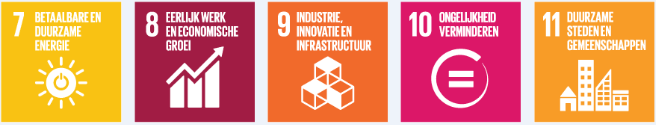 7 BETAALBARE EN
DUURZAME
ENERGIE
8 EERLIJK WERK
EN ECONOMISCHE
GROEI
9 INDUSTRIE,
INNOVATIE EN
INFRASTRUCTUUR
10 ONGELIJKHEID
VERMINDEREN
11 DUURZAME
STEDEN EN
GEMEENSCHAPPEN